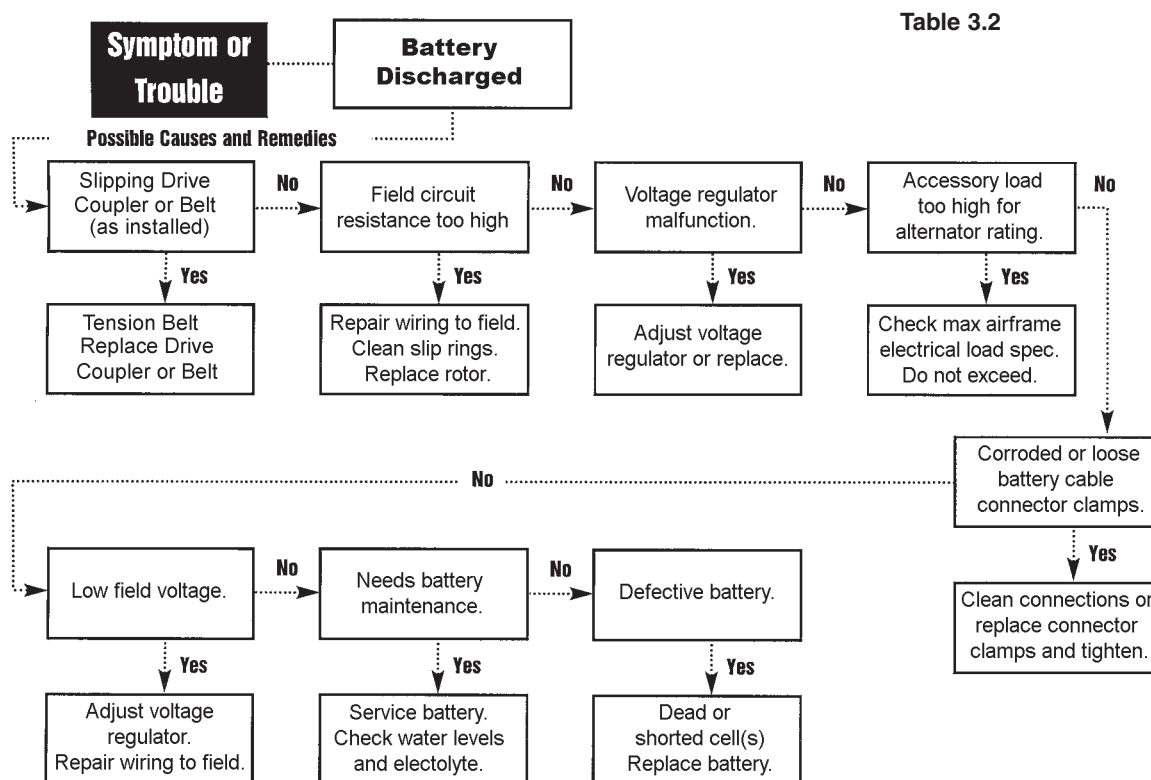 Table 3.2
Symptom or
Trouble
Battery
Discharged
Possible Causes and Remedies
Slipping Drive
Coupler or Belt
(as installed)
No
Field circuit
resistance too high
No
Voltage regulator
malfunction.
No
Accessory load
too high for
alternator rating.
No
Yes
Yes
Yes
Yes
Tension Belt
Replace Drive
Coupler or Belt
Repair wiring to field.
Clean slip rings.
Replace rotor.
Adjust voltage
regulator or replace.
Check max airframe
electrical load spec.
Do not exceed.
Corroded or loose
battery cable
connector clamps.
No
Yes
Clean connections or
replace connector
clamps and tighten.
Low field voltage.
No
Needs battery
maintenance.
No
Defective battery.
Yes
Yes
Yes
Adjust voltage
regulator.
Repair wiring to field.
Service battery.
Check water levels
and electolyte.
Dead or
shorted cell(s)
Replace battery.